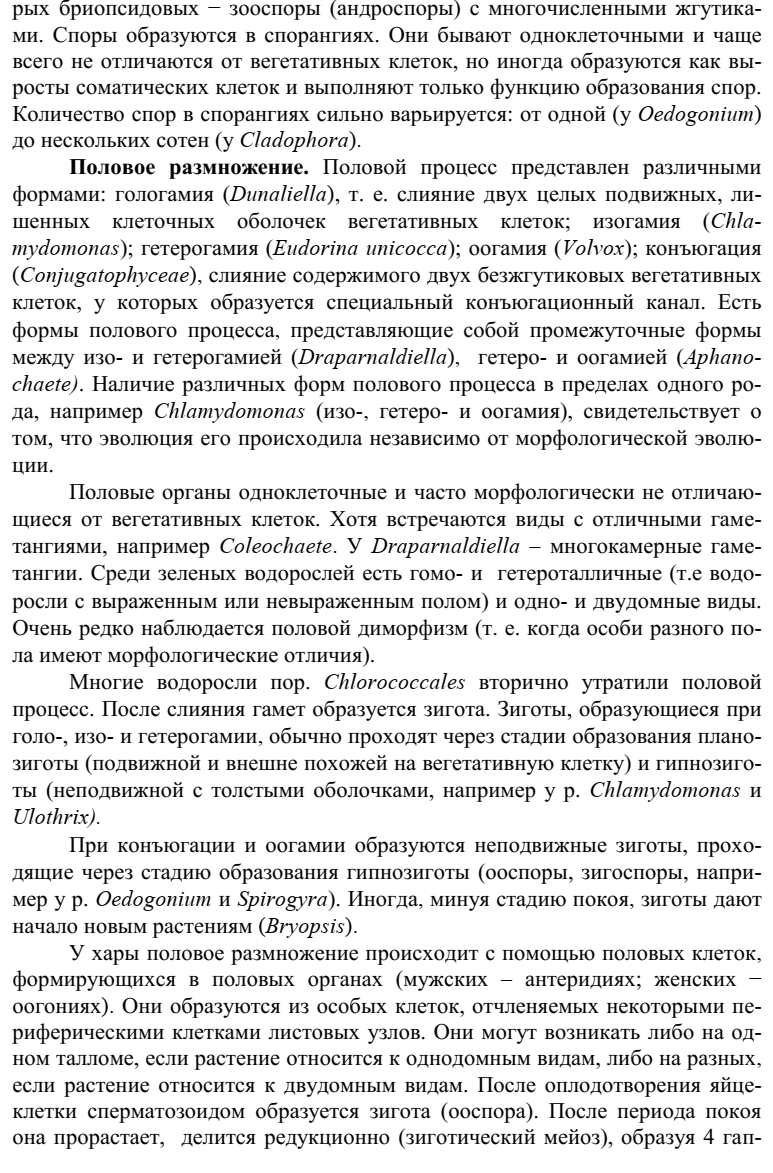 рых бриопсидовых − зооспоры (андроспоры) с многочисленными жгутика-
ми. Споры образуются в спорангиях. Они бывают одноклеточными и чаще
всего не отличаются от вегетативных клеток, но иногда образуются как вы-
росты соматических клеток и выполняют только функцию образования спор.
Количество спор в спорангиях сильно варьируется: от одной (у Oedogonium)
до нескольких сотен (у Cladophora).
Половое размножение. Половой процесс представлен различными
формами: гологамия (Dunaliella), т. е. слияние двух целых подвижных, ли-
шенных клеточных оболочек вегетативных клеток; изогамия (Chla-
mydomonas); гетерогамия (Eudorina unicocca); оогамия (Volvox); конъюгация
(Conjugatophyceae), слияние содержимого двух безжгутиковых вегетативных
клеток, у которых образуется специальный конъюгационный канал. Есть
формы полового процесса, представляющие собой промежуточные формы
между изо- и гетерогамией (Draparnaldiella), гетеро- и оогамией (Aphano-
chaete). Наличие различных форм полового процесса в пределах одного ро-
да, например Chlamydomonas (изо-, гетеро- и оогамия), свидетельствует о
том, что эволюция его происходила независимо от морфологической эволю-
ции.
Половые органы одноклеточные и часто морфологически не отличаю-
щиеся от вегетативных клеток. Хотя встречаются виды с отличными гаме-
тангиями, например Coleochaete. У Draparnaldiella – многокамерные гаме-
тангии. Среди зеленых водорослей есть гомо- и гетероталличные (т.е водо-
росли с выраженным или невыраженным полом) и одно- и двудомные виды.
Очень редко наблюдается половой диморфизм (т. е. когда особи разного по-
ла имеют морфологические отличия).
Многие водоросли пор. Chlorococcales вторично утратили половой
процесс. После слияния гамет образуется зигота. Зиготы, образующиеся при
голо-, изо- и гетерогамии, обычно проходят через стадии образования плано-
зиготы (подвижной и внешне похожей на вегетативную клетку) и гипнозиго-
ты (неподвижной с толстыми оболочками, например у р. Chlamydomonas и
Ulothrix).
При конъюгации и оогамии образуются неподвижные зиготы, прохо-
дящие через стадию образования гипнозиготы (ооспоры, зигоспоры, напри-
мер у р. Oedogonium и Spirogyra). Иногда, минуя стадию покоя, зиготы дают
начало новым растениям (Bryopsis).
У хары половое размножение происходит с помощью половых клеток,
формирующихся в половых органах (мужских – антеридиях; женских −
оогониях). Они образуются из особых клеток, отчленяемых некоторыми пе-
риферическими клетками листовых узлов. Они могут возникать либо на од-
ном талломе, если растение относится к однодомным видам, либо на разных,
если растение относится к двудомным видам. После оплодотворения яйце-
клетки сперматозоидом образуется зигота (ооспора). После периода покоя
она прорастает, делится редукционно (зиготический мейоз), образуя 4 гап-